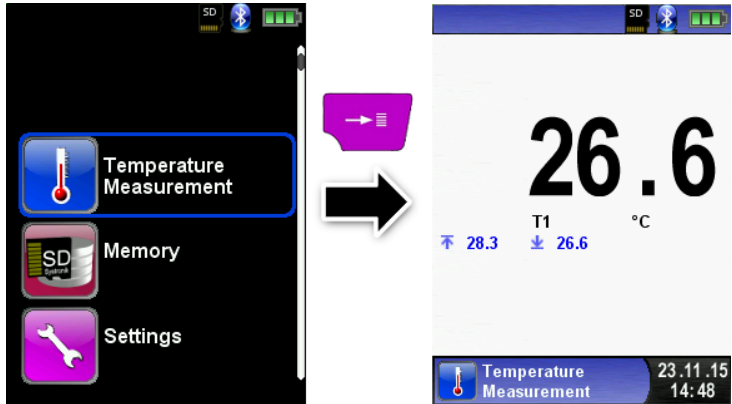 SD
Temperature
Measurement
SD
Systronik
Memory
Settings
SD
26.6
T1 °C
28.3 26.6
Temperature
Measurement
23.11.15
14:48